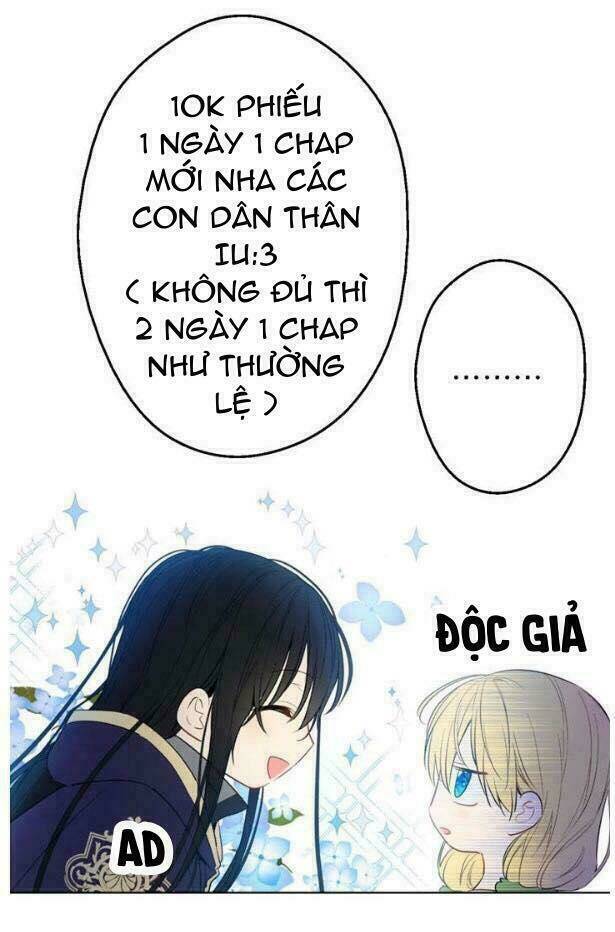 10K PHIẾU
1 NGÀY 1 CHAP
MỚI NHA CÁC
CON DÂN THÂN
IU:3
( KHÔNG ĐỦ THÌ
2 NGÀY 1 CHAP
NHƯ THƯỜNG
LỆ )
.........
ĐỘC GIẢ
AD